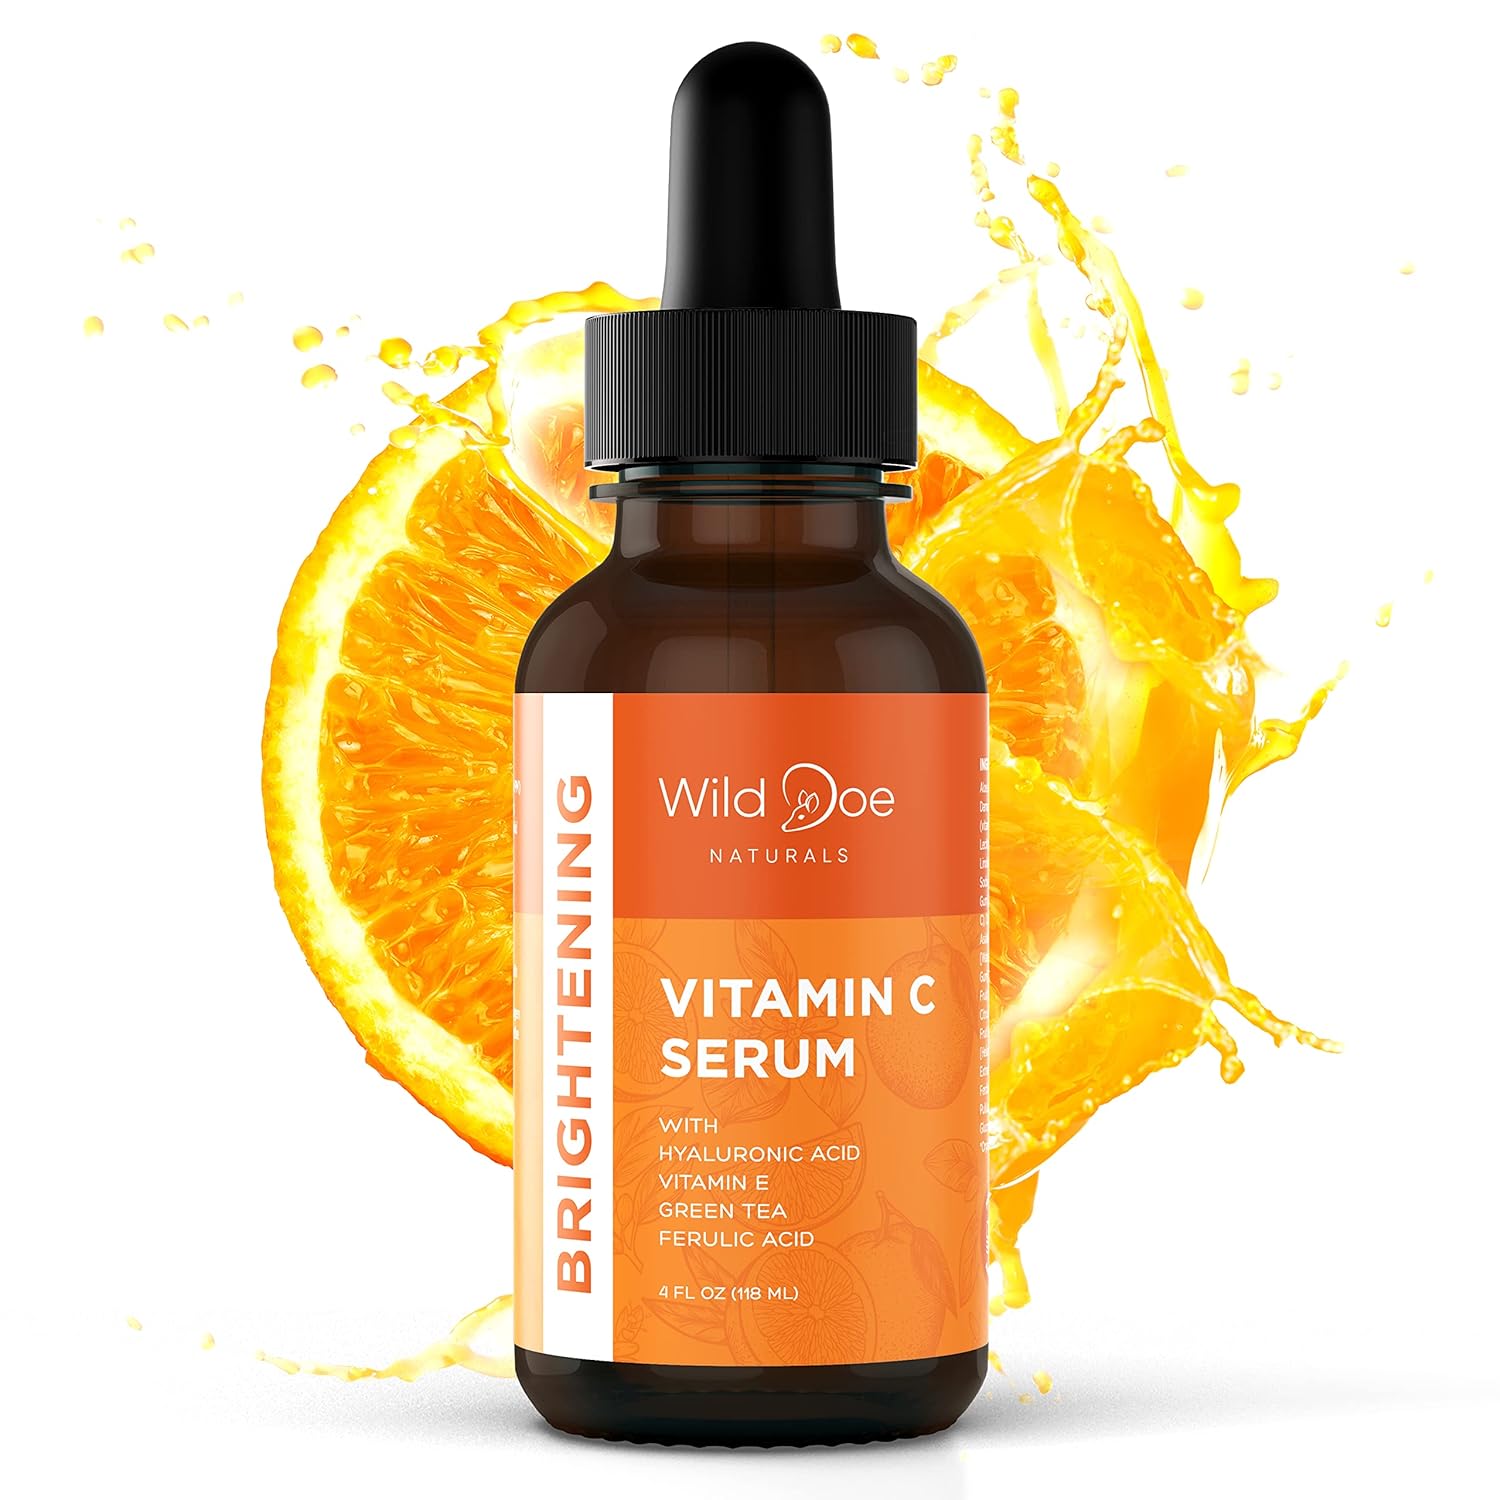 BRIGHTENING
Wild Doe
NATURALS
VITAMIN C
SERUM
WITH
HYALURONIC ACID
VITAMIN E
GREEN TEA
FERULIC ACID
4 FL OZ (118 ML)